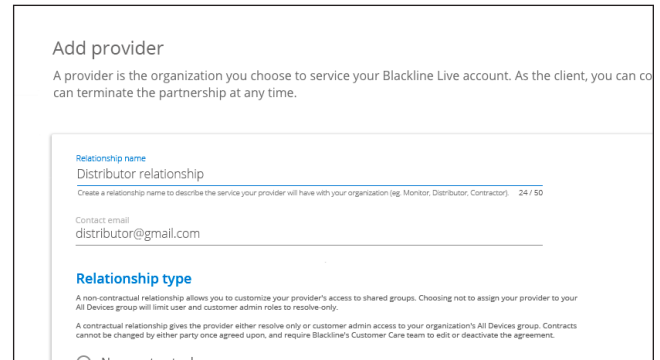 Add provider
A provider is the organization you choose to service your Blackline Live account. As the client, you can co
can terminate the partnership at any time.
Relationship name
Distributor relationship
Create a relationship name to describe the service your provider will have with your organization (eg. Monitor, Distributor, Contractor). 24 / 50
Contact email
distributor@gmail.com
Relationship type
A non-contractual relationship allows you to customize your provider's access to shared groups. Choosing not to assign your provider to your
All Devices group will limit user and customer admin roles to resolve-only.
A contractual relationship gives the provider either resolve only or customer admin access to your organization's All Devices group. Contracts
cannot be changed by either party once agreed upon, and require Blackline's Customer Care team to edit or deactivate the agreement.